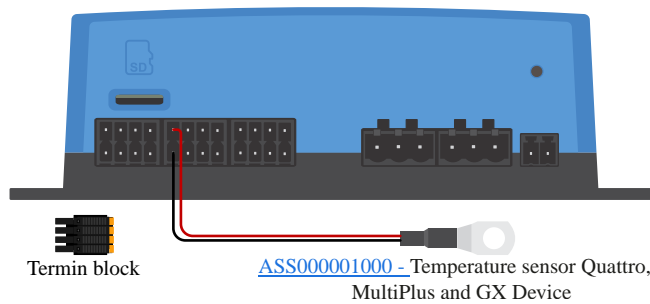 SD
Termin block
ASS000001000 - Temperature sensor Quattro,
MultiPlus and GX Device